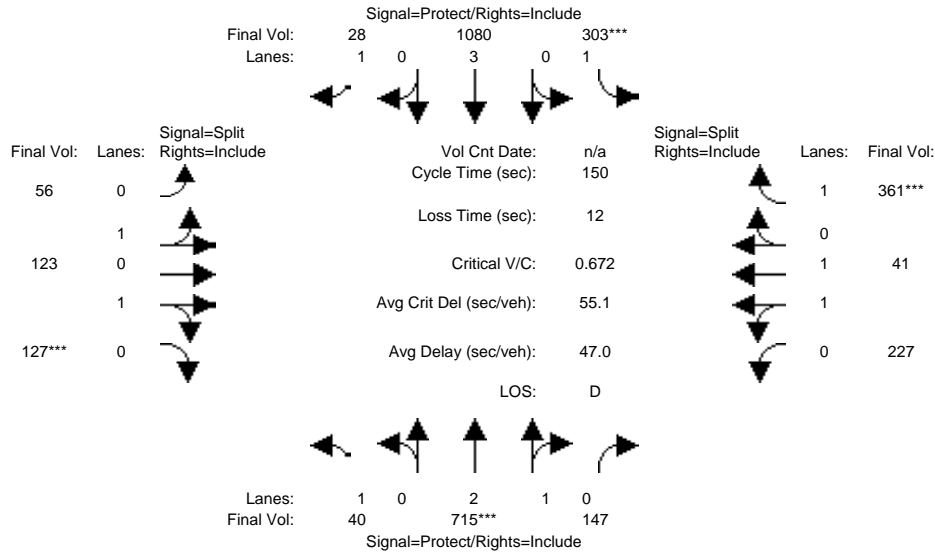 Signal=Protect/Rights=Include
Final Vol: 28 1080 303***
Lanes: 1 0 3 0 1
Signal=Split Signal=Split
Final Vol: Lanes: Rights=Include Vol Cnt Date: n/a Rights=Include Lanes: Final Vol:
Cycle Time (sec): 150
56 0 1 361***
Loss Time (sec): 12
1 0
123 0 Critical V/C: 0.672 1 41
1 Avg Crit Del (sec/veh): 55.1 1
127*** 0 Avg Delay (sec/veh): 47.0 0 227
LOS: D
Lanes: 1 0 2 1 0
Final Vol: 40 715*** 147
Signal=Protect/Rights=Include